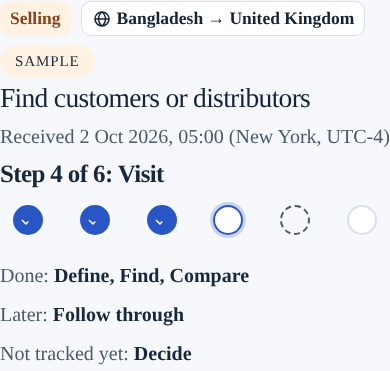 Selling
Bangladesh → United Kingdom
SAMPLE
Find customers or distributors
Received 2 Oct 2026, 05:00 (New York, UTC-4)
Step 4 of 6: Visit
Done: Define, Find, Compare
Later: Follow through
Not tracked yet: Decide